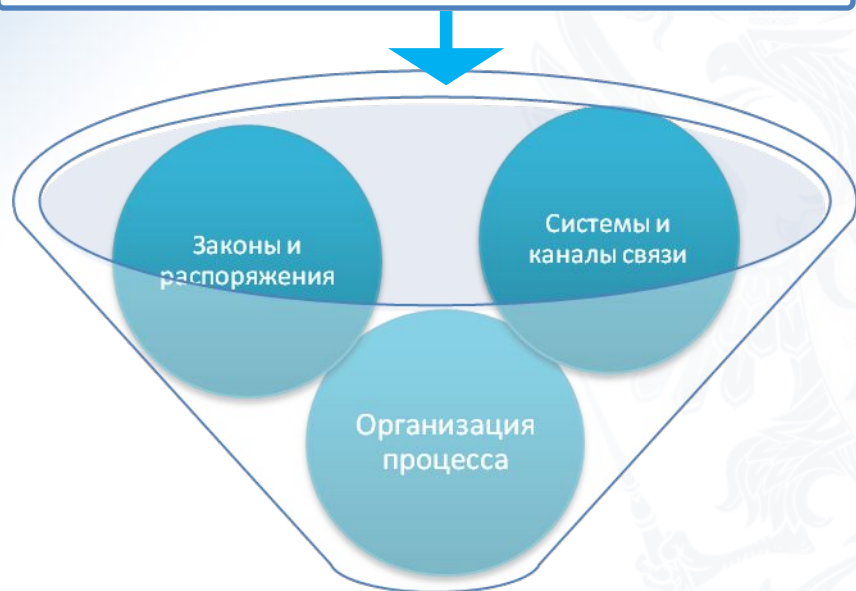 Законы и
распоряжения
Системы и
каналы связи
Организация
процесса